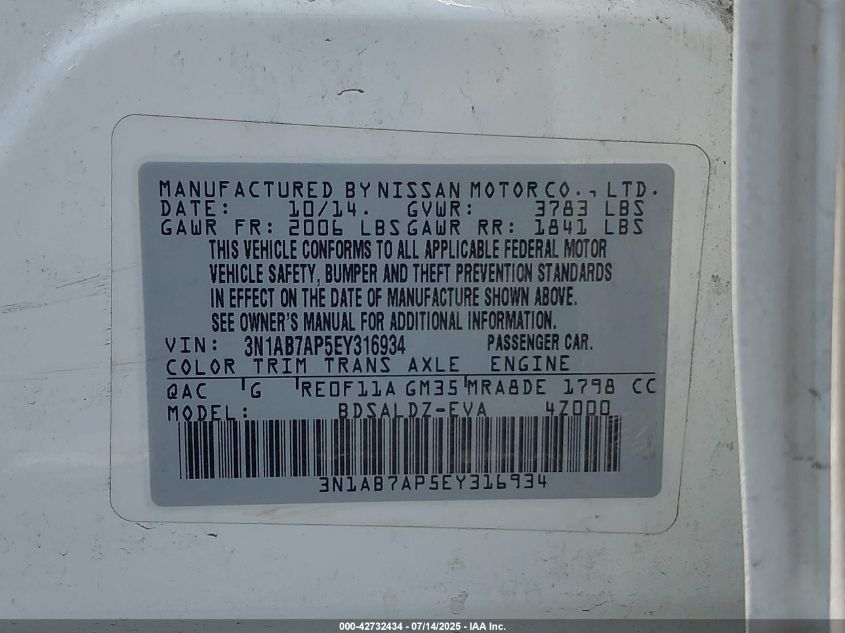 MANUFACTURED BY NISSAN MOTOR CO., LTD.
DATE: 10/14. GVWR: 3783 LBS
GAWR FR: 2006 LBS GAWR RR: 1841 LBS
THIS VEHICLE CONFORMS TO ALL APPLICABLE FEDERAL MOTOR
VEHICLE SAFETY, BUMPER AND THEFT PREVENTION STANDARDS
IN EFFECT ON THE DATE OF MANUFACTURE SHOWN ABOVE.
SEE OWNER'S MANUAL FOR ADDITIONAL INFORMATION.
VIN: 3N1AB7AP5EY316934 PASSENGER CAR.
COLOR TRIM TRANS AXLE ENGINE
QAC G RE0F11A GM35 MRA8DE 1798 CC
MODEL: BDSALDZ-EVA 4Z000
3N1AB7AP5EY316934
000-42732434 - 07/14/2025 - IAA Inc.